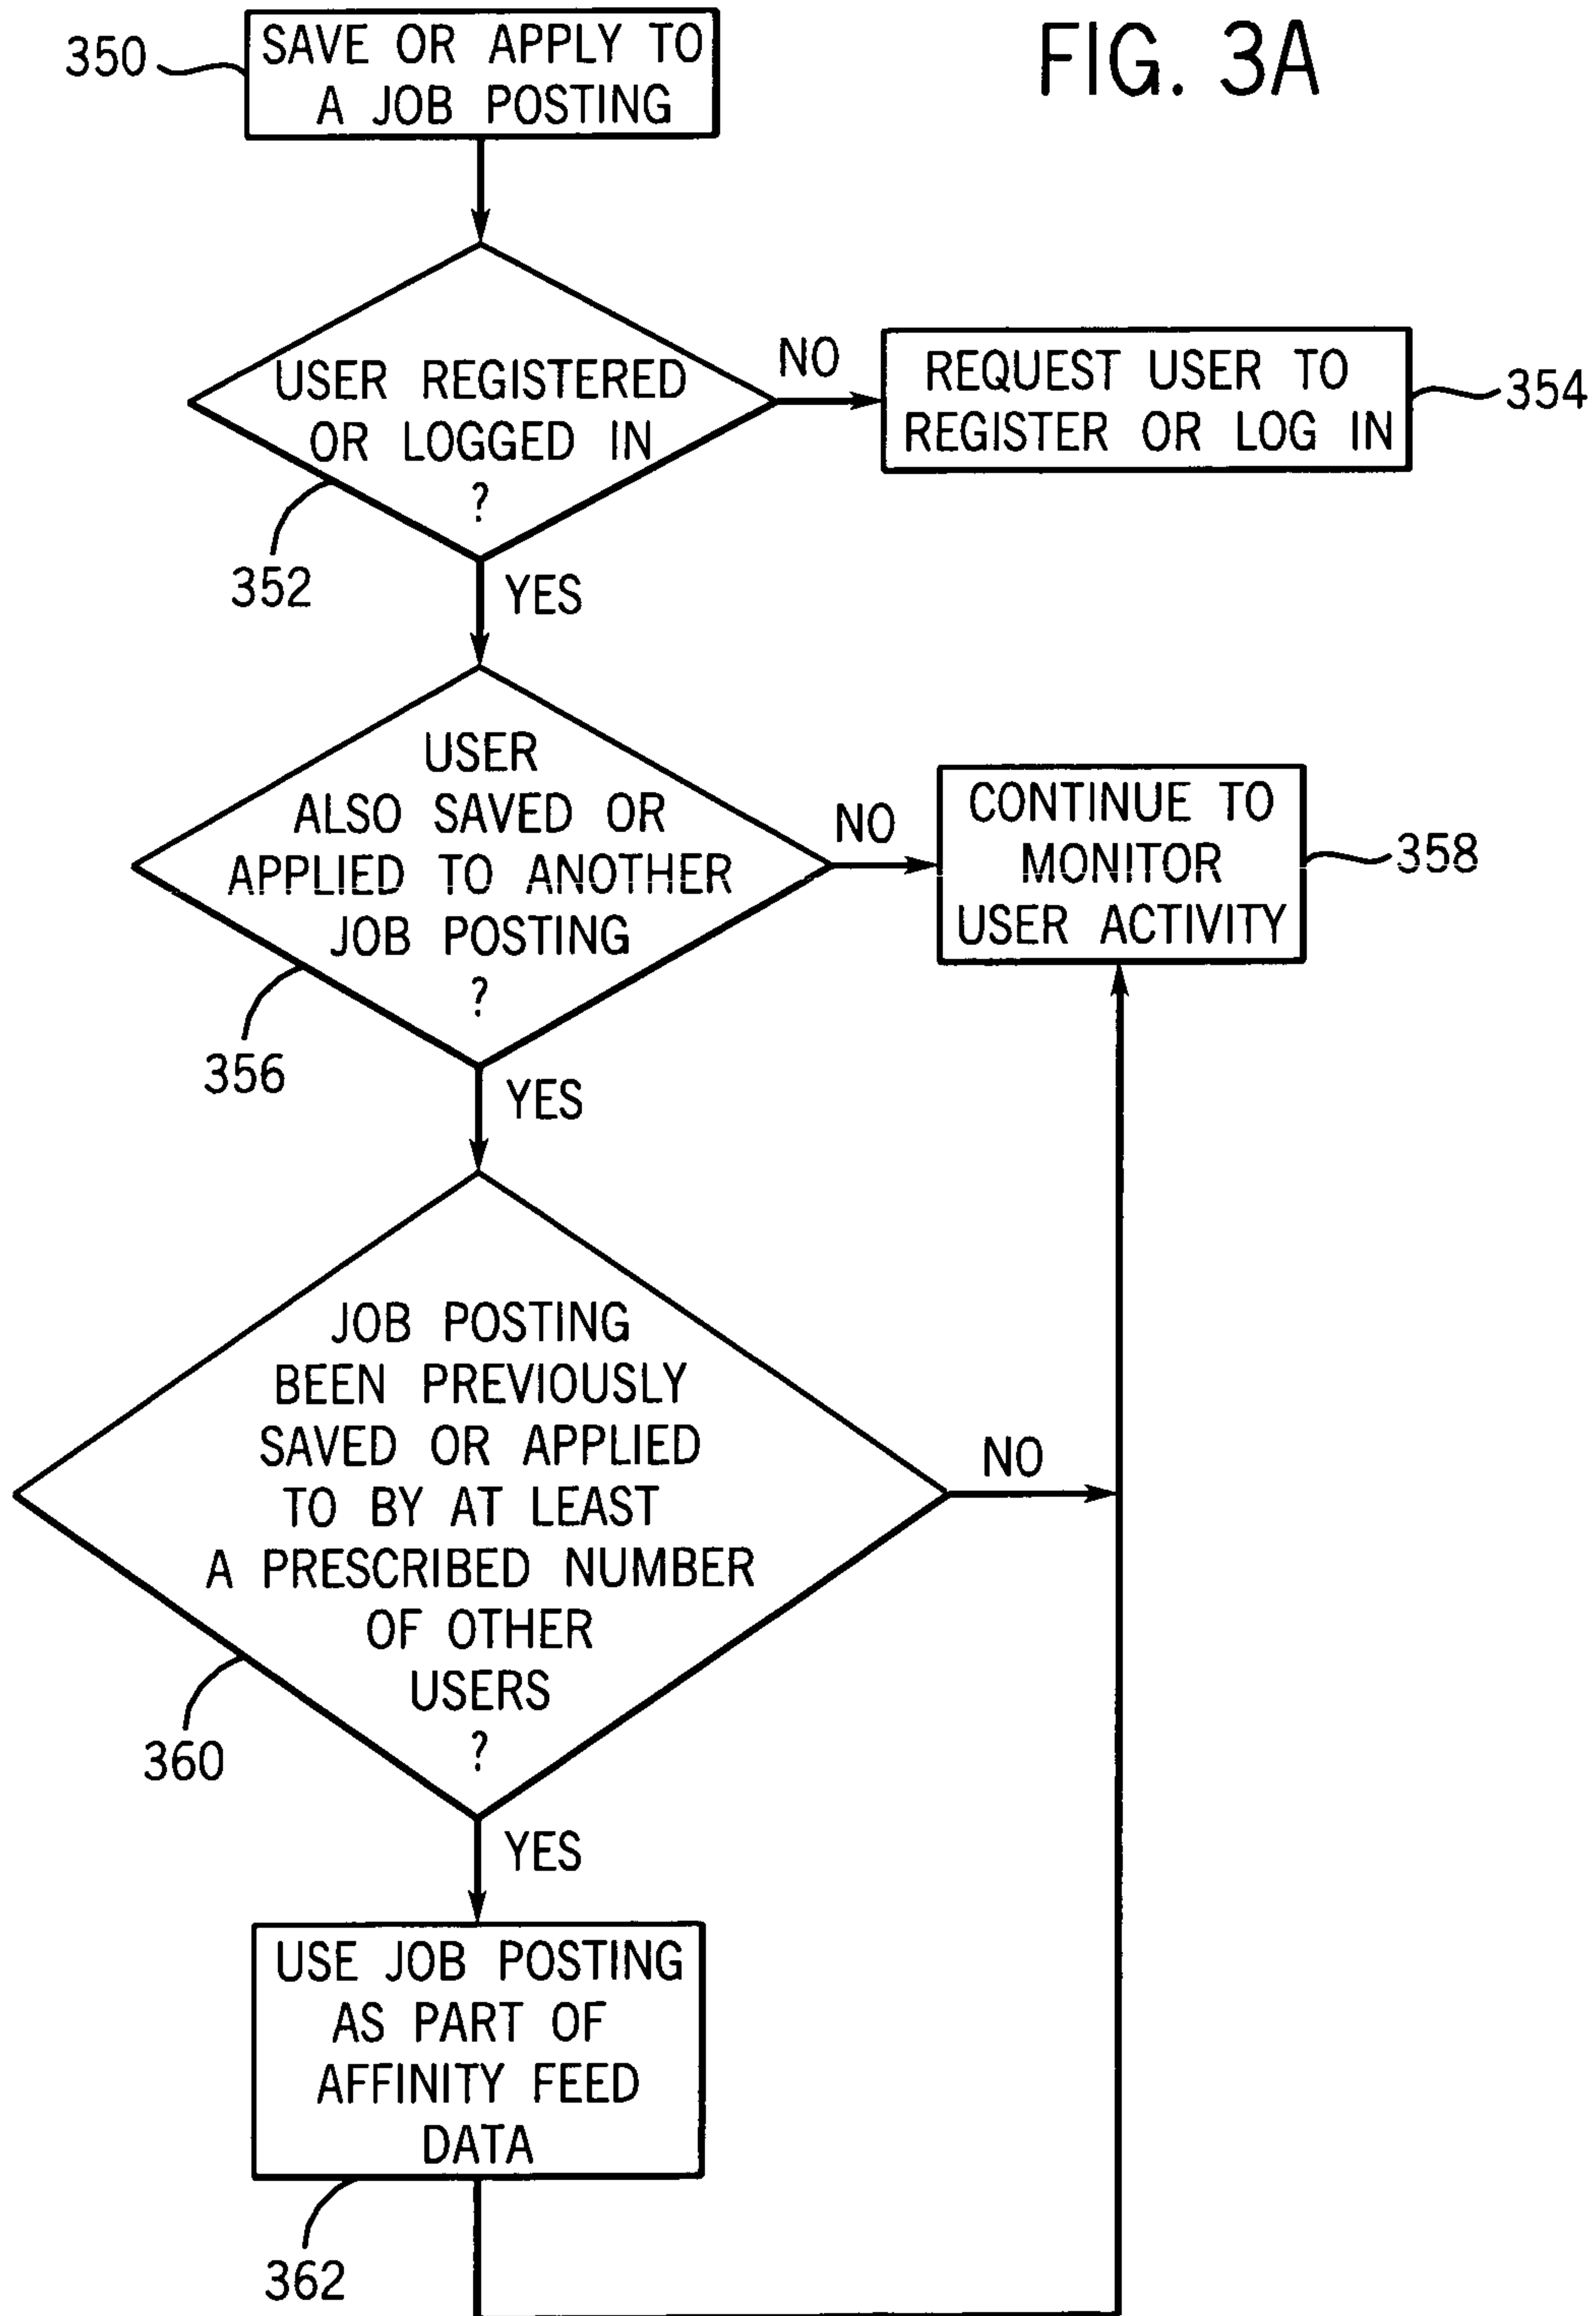 FIG. 3A
350
SAVE OR APPLY TO
A JOB POSTING
USER REGISTERED
OR LOGGED IN
?
352
NO
REQUEST USER TO
REGISTER OR LOG IN
354
YES
USER
ALSO SAVED OR
APPLIED TO ANOTHER
JOB POSTING
?
356
NO
CONTINUE TO
MONITOR
USER ACTIVITY
358
YES
JOB POSTING
BEEN PREVIOUSLY
SAVED OR APPLIED
TO BY AT LEAST
A PRESCRIBED NUMBER
OF OTHER
USERS
?
360
NO
YES
USE JOB POSTING
AS PART OF
AFFINITY FEED
DATA
362